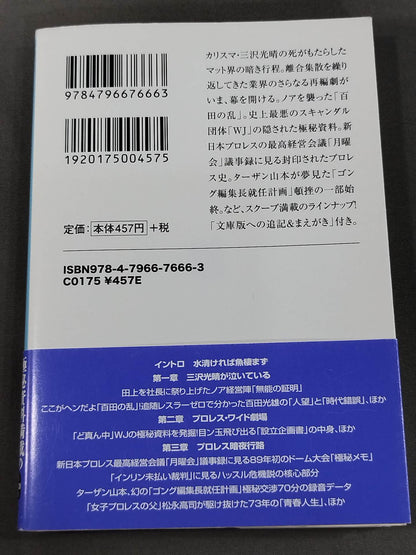 9784796676663
1920175004575
定価：本体457円 +税
ISBN978-4-7966-7666-3
C0175 ¥457E
カリスマ・三沢光晴の死がもたらした
マット界の暗き行程。離合集散を繰り
返してきた業界のさらなる再編劇が
いま、幕を開ける。ノアを襲った「百
田の乱」。史上最悪のスキャンダル
団体「WJ」の隠された極秘資料。新
日本プロレスの最高経営会議「月曜
会」議事録に見る封印されたプロレ
ス史。ターザン山本が夢見た「ゴン
グ編集長就任計画」頓挫の一部始
終。など、スクープ満載のラインナップ!
「文庫版への追記&まえがき」付き。
イントロ 水清ければ魚棲まず
第一章 三沢光晴が泣いている
田上を社長に祭り上げたノア経営陣「無能の証明」
ここがヘンだよ「百田の乱」!追随レスラーゼロで分かった百田光雄の「人望」と「時代錯誤」、ほか
第二章 プロレス・ワイド劇場
「ど真ん中」WJの極秘資料を発掘!目ン玉飛び出る「設立企画書」の中身、ほか
第三章 プロレス暗夜行路
新日本プロレス最高経営会議「月曜会」議事録に見る89年初のドーム大会「極秘メモ」
「インリン未払い裁判」に見るハッスル危機説の核心部分
ターザン山本、幻の「ゴング編集長就任計画」極秘交渉70分の録音データ
「女子プロレスの父」松永高司が駆け抜けた73年の「青春人生」、ほか